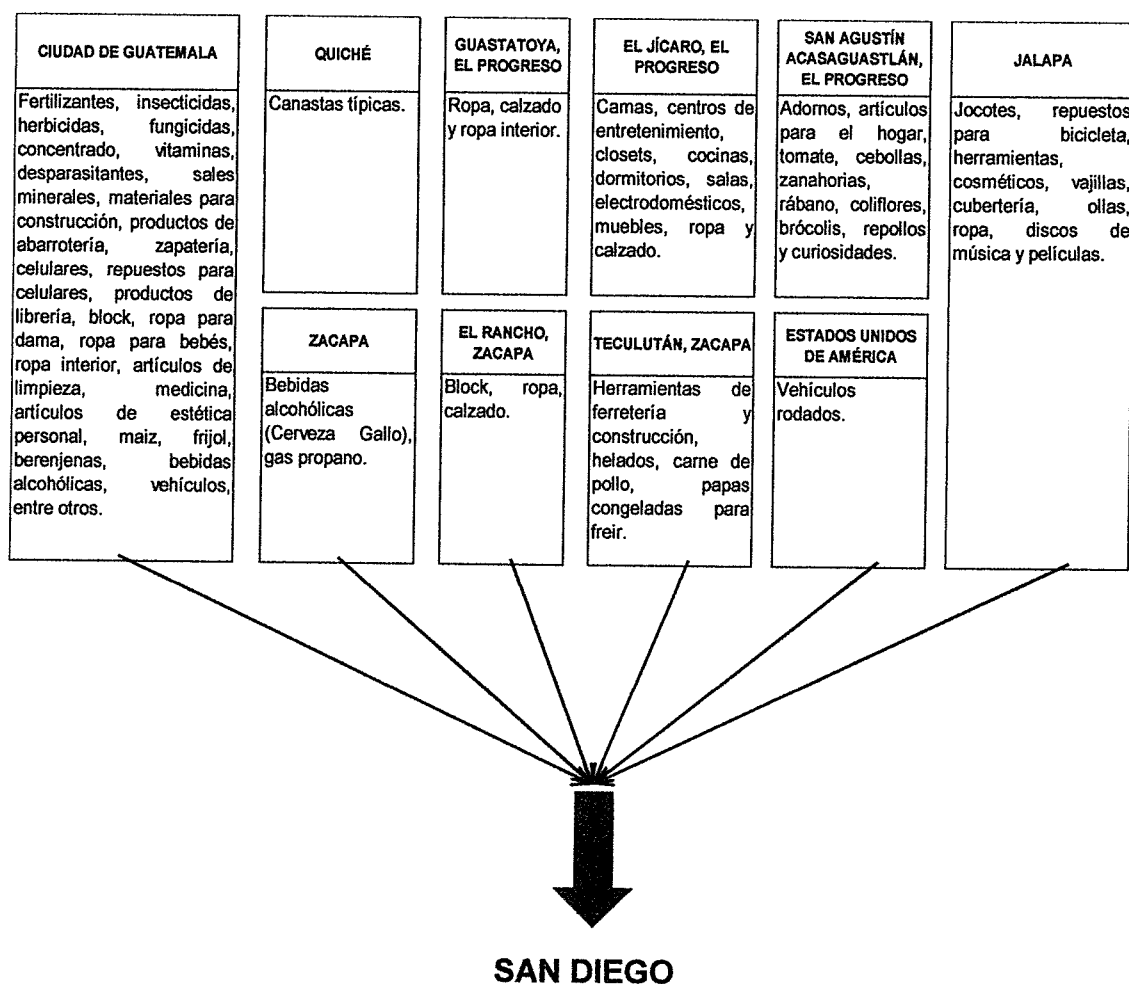 CIUDAD DE GUATEMALA
Fertilizantes, insecticidas,
herbicidas, fungicidas,
concentrado, vitaminas,
desparasitantes, sales
minerales, materiales para
construcción, productos de
abarrotería, zapatería,
celulares, repuestos para
celulares, productos de
librería, block, ropa para
dama, ropa para bebés,
ropa interior, artículos de
limpieza, medicina,
artículos de estética
personal, maiz, frijol,
berenjenas, bebidas
alcohólicas, vehículos,
entre otros.
QUICHÉ
Canastas típicas.
GUASTATOYA,
EL PROGRESO
Ropa, calzado
y ropa interior.
EL JÍCARO, EL
PROGRESO
Camas, centros de
entretenimiento,
closets, cocinas,
dormitorios, salas,
electrodomésticos,
muebles, ropa y
calzado.
SAN AGUSTÍN
ACASAGUASTLÁN,
EL PROGRESO
Adornos, artículos
para el hogar,
tomate, cebollas,
zanahorias,
rábano, coliflores,
brócolis, repollos
y curiosidades.
JALAPA
Jocotes, repuestos
para bicicleta,
herramientas,
cosméticos, vajillas,
cubertería, ollas,
ropa, discos de
música y películas.
ZACAPA
Bebidas
alcohólicas
(Cerveza Gallo),
gas propano.
EL RANCHO,
ZACAPA
Block, ropa,
calzado.
TECULUTÁN, ZACAPA
Herramientas de
ferretería y
construcción,
helados, carne de
pollo, papas
congeladas para
freir.
ESTADOS UNIDOS
DE AMÉRICA
Vehículos
rodados.
SAN DIEGO